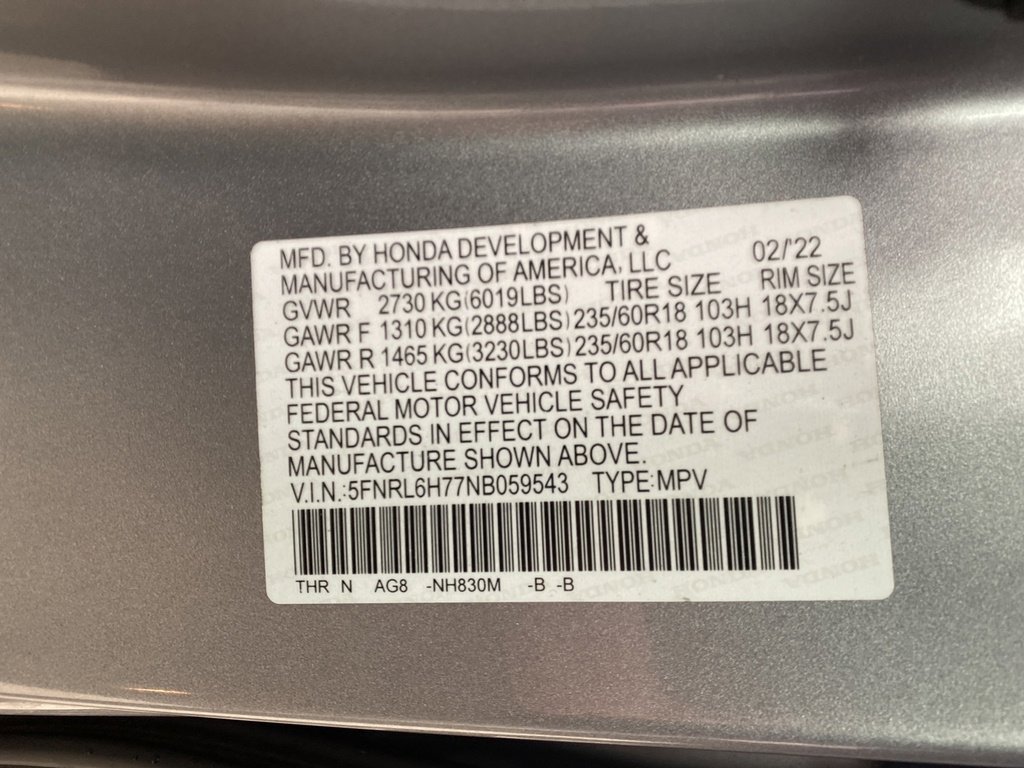 MFD. BY HONDA DEVELOPMENT &
MANUFACTURING OF AMERICA, LLC 02/'22
GVWR 2730 KG(6019LBS) TIRE SIZE RIM SIZE
GAWR F 1310 KG(2888LBS) 235/60R18 103H 18X7.5J
GAWR R 1465 KG(3230LBS) 235/60R18 103H 18X7.5J
THIS VEHICLE CONFORMS TO ALL APPLICABLE
FEDERAL MOTOR VEHICLE SAFETY
STANDARDS IN EFFECT ON THE DATE OF
MANUFACTURE SHOWN ABOVE.
V.I.N.:5FNRL6H77NB059543 TYPE:MPV
THR N AG8 -NH830M -B -B